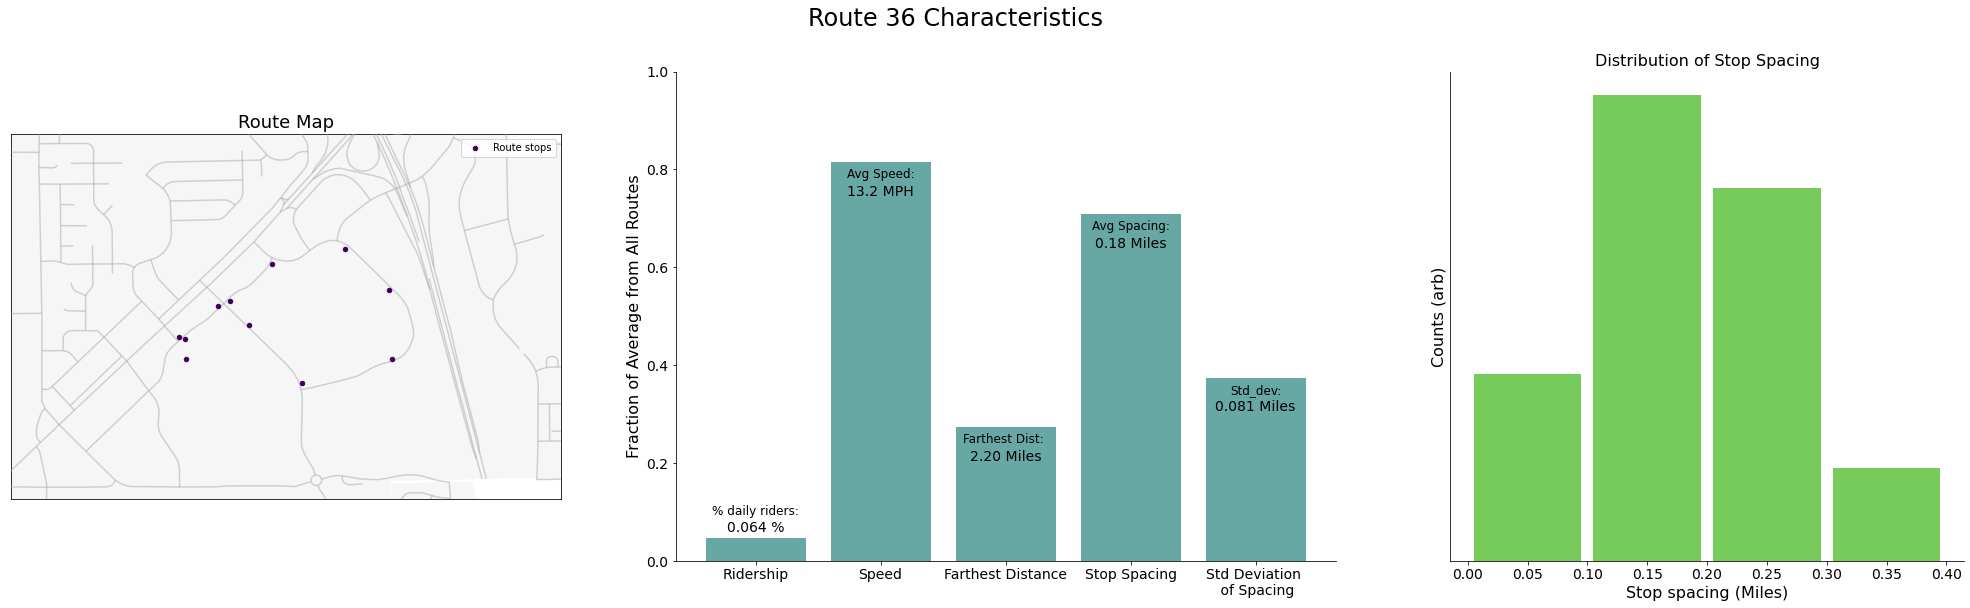 Route 36 Characteristics
Route Map
Route stops
Fraction of Average from All Routes
1.0
0.8
0.6
0.4
0.2
0.0
% daily riders:
0.064 %
Avg Speed:
13.2 MPH
Farthest Dist:
2.20 Miles
Avg Spacing:
0.18 Miles
Std_dev:
0.081 Miles
Ridership
Speed
Farthest Distance
Stop Spacing
Std Deviation
of Spacing
Distribution of Stop Spacing
Counts (arb)
0.00 0.05 0.10 0.15 0.20 0.25 0.30 0.35 0.40
Stop spacing (Miles)